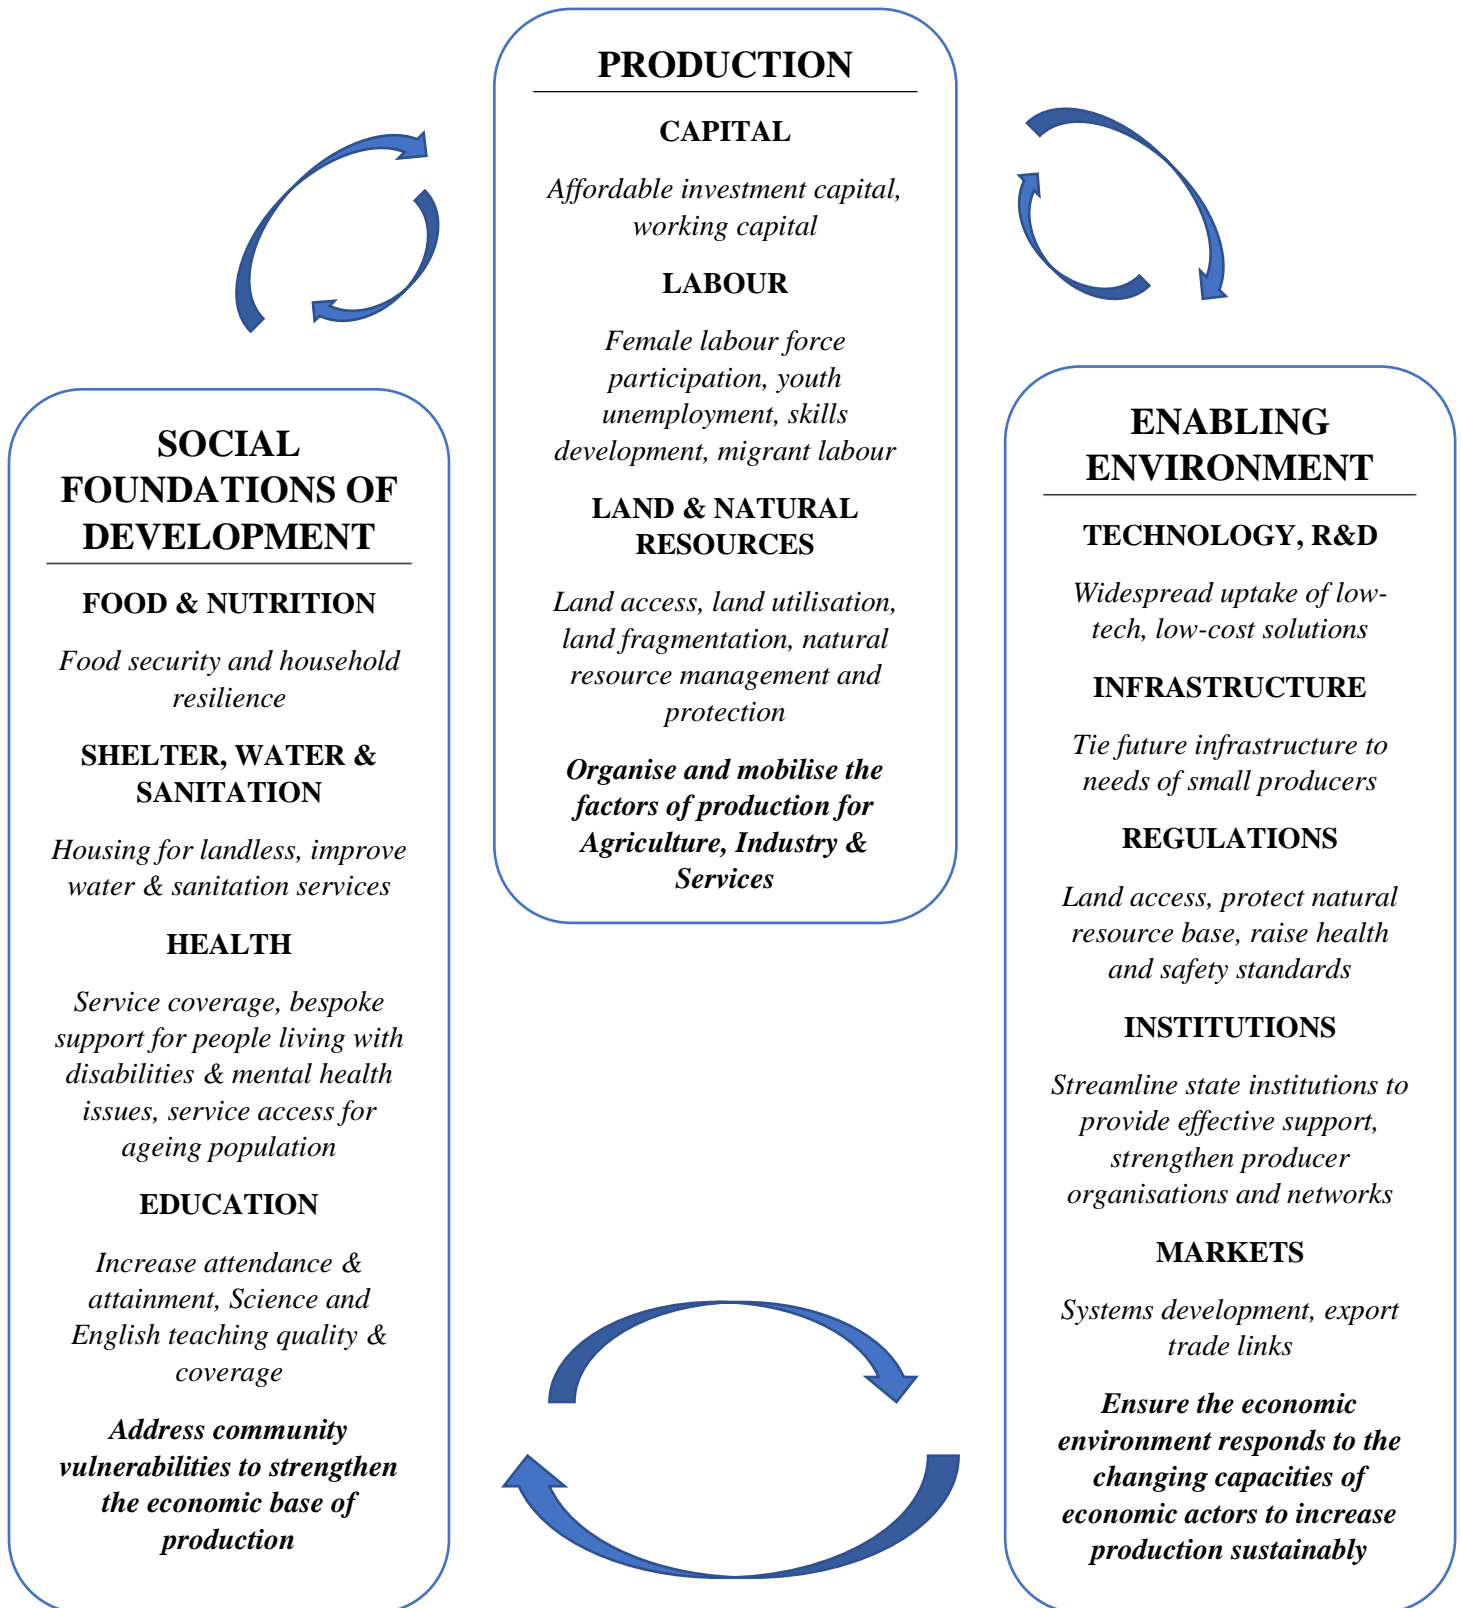 PRODUCTION
CAPITAL
Affordable investment capital,
working capital
LABOUR
Female labour force
participation, youth
unemployment, skills
development, migrant labour
LAND & NATURAL
RESOURCES
Land access, land utilisation,
land fragmentation, natural
resource management and
protection
Organise and mobilise the
factors of production for
Agriculture, Industry &
Services
SOCIAL
FOUNDATIONS OF
DEVELOPMENT
FOOD & NUTRITION
Food security and household
resilience
SHELTER, WATER &
SANITATION
Housing for landless, improve
water & sanitation services
HEALTH
Service coverage, bespoke
support for people living with
disabilities & mental health
issues, service access for
ageing population
EDUCATION
Increase attendance &
attainment, Science and
English teaching quality &
coverage
Address community
vulnerabilities to strengthen
the economic base of
production
ENABLING
ENVIRONMENT
TECHNOLOGY, R&D
Widespread uptake of low-
tech, low-cost solutions
INFRASTRUCTURE
Tie future infrastructure to
needs of small producers
REGULATIONS
Land access, protect natural
resource base, raise health
and safety standards
INSTITUTIONS
Streamline state institutions to
provide effective support,
strengthen producer
organisations and networks
MARKETS
Systems development, export
trade links
Ensure the economic
environment responds to the
changing capacities of
economic actors to increase
production sustainably